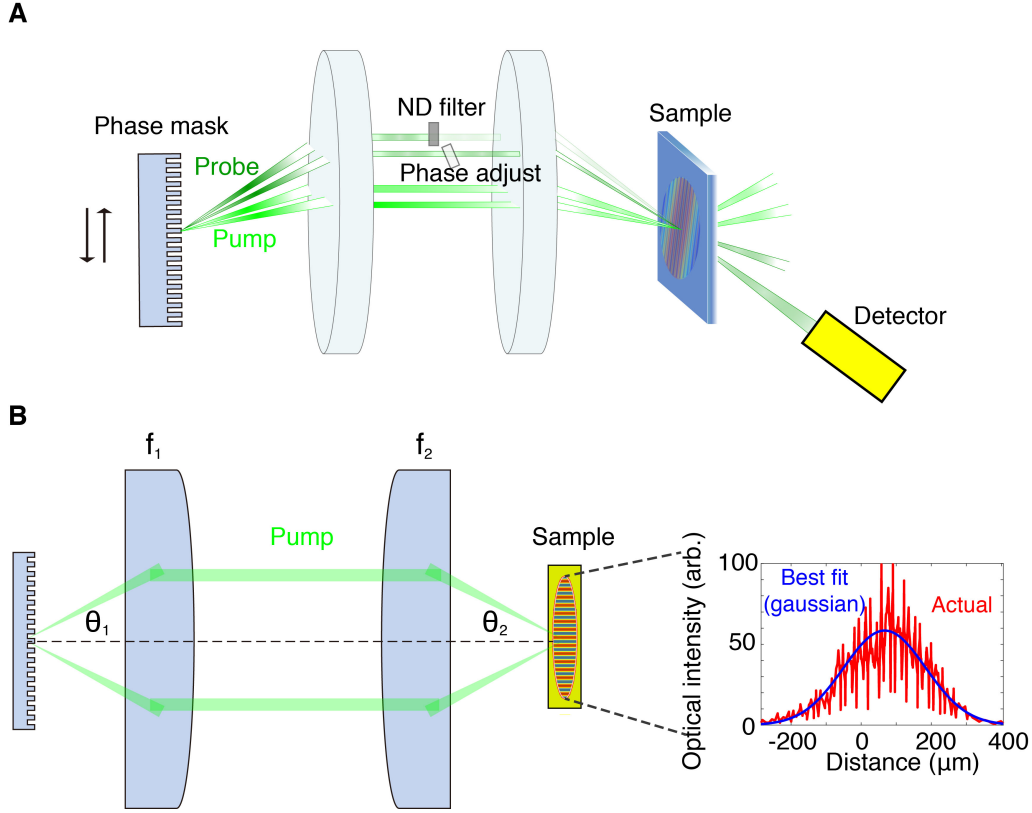 A
ND filter
Sample
Phase mask
Probe
Phase adjust
Pump
Detector
B
f1
f2
Pump
Sample
θ1
θ2
Optical intensity (arb.)
100
50
0
Best fit
(gaussian)
Actual
-200
0
200
400
Distance (μm)